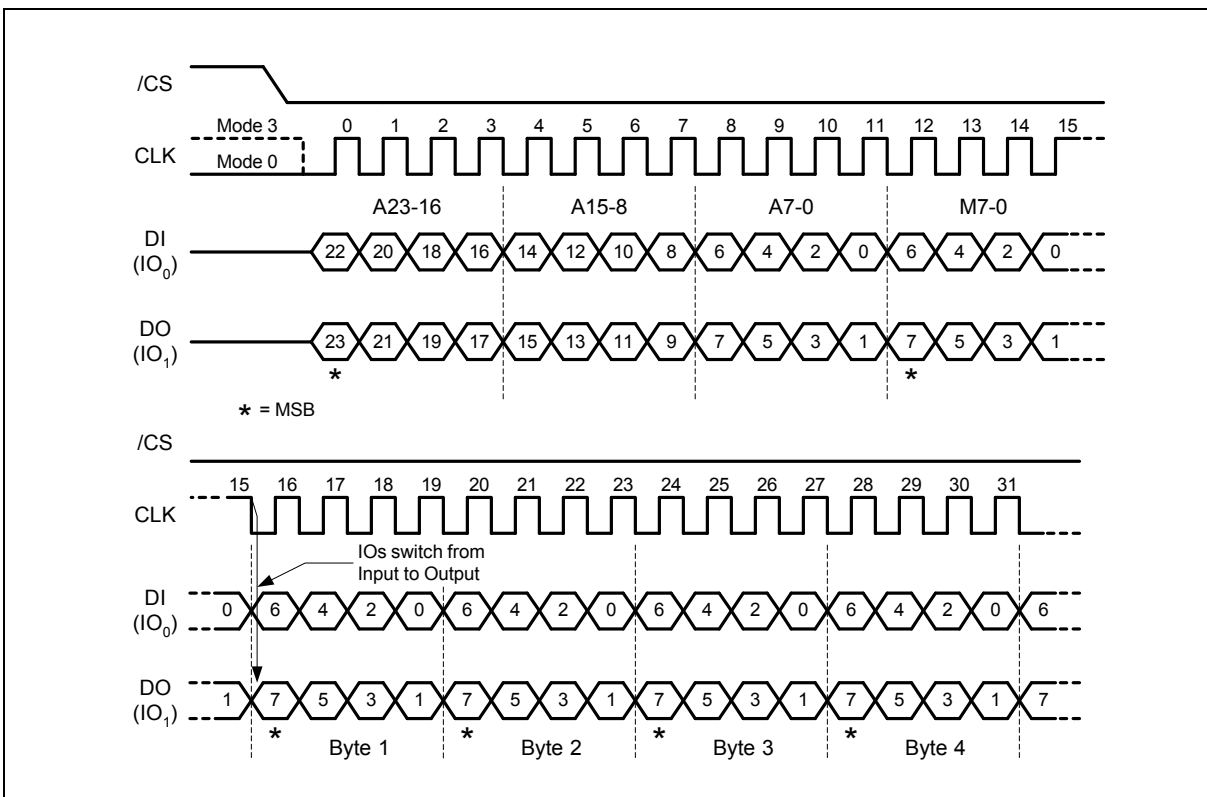 /CS
Mode 3 0 1 2 3 4 5 6 7 8 9 10 11 12 13 14 15
CLK Mode 0
A23-16 A15-8 A7-0 M7-0
DI (IO0) 22 20 18 16 14 12 10 8 6 4 2 0 6 4 2 0
DO (IO1) 23 21 19 17 15 13 11 9 7 5 3 1 7 5 3 1
* *
* = MSB
/CS
15 16 17 18 19 20 21 22 23 24 25 26 27 28 29 30 31
CLK
IOs switch from
Input to Output
DI (IO0) 0 6 4 2 0 6 4 2 0 6 4 2 0 6 4 2 0 6
DO (IO1) 1 7 5 3 1 7 5 3 1 7 5 3 1 7 5 3 1 7
* * * *
Byte 1 Byte 2 Byte 3 Byte 4